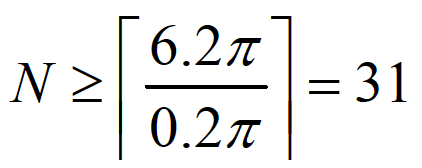 N ≥ ⌈6.2π / 0.2π⌉ = 31